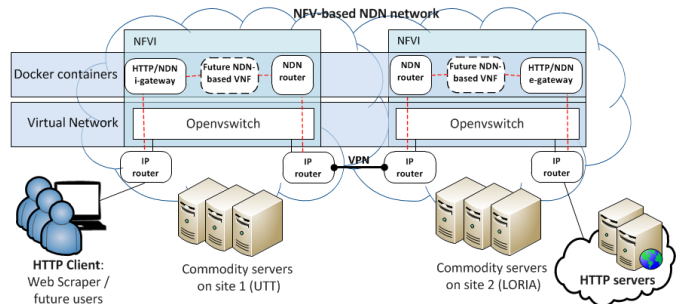 NFV-based NDN network
NFVI
NFVI
Docker containers
HTTP/NDN
i-gateway
Future NDN-
based VNF
NDN
router
NDN
router
Future NDN-
based VNF
HTTP/NDN
e-gateway
Virtual Network
Openvswitch
Openvswitch
IP
router
IP
router
VPN
IP
router
IP
router
HTTP Client:
Web Scraper /
future users
Commodity servers
on site 1 (UTT)
Commodity servers
on site 2 (LORIA)
HTTP servers